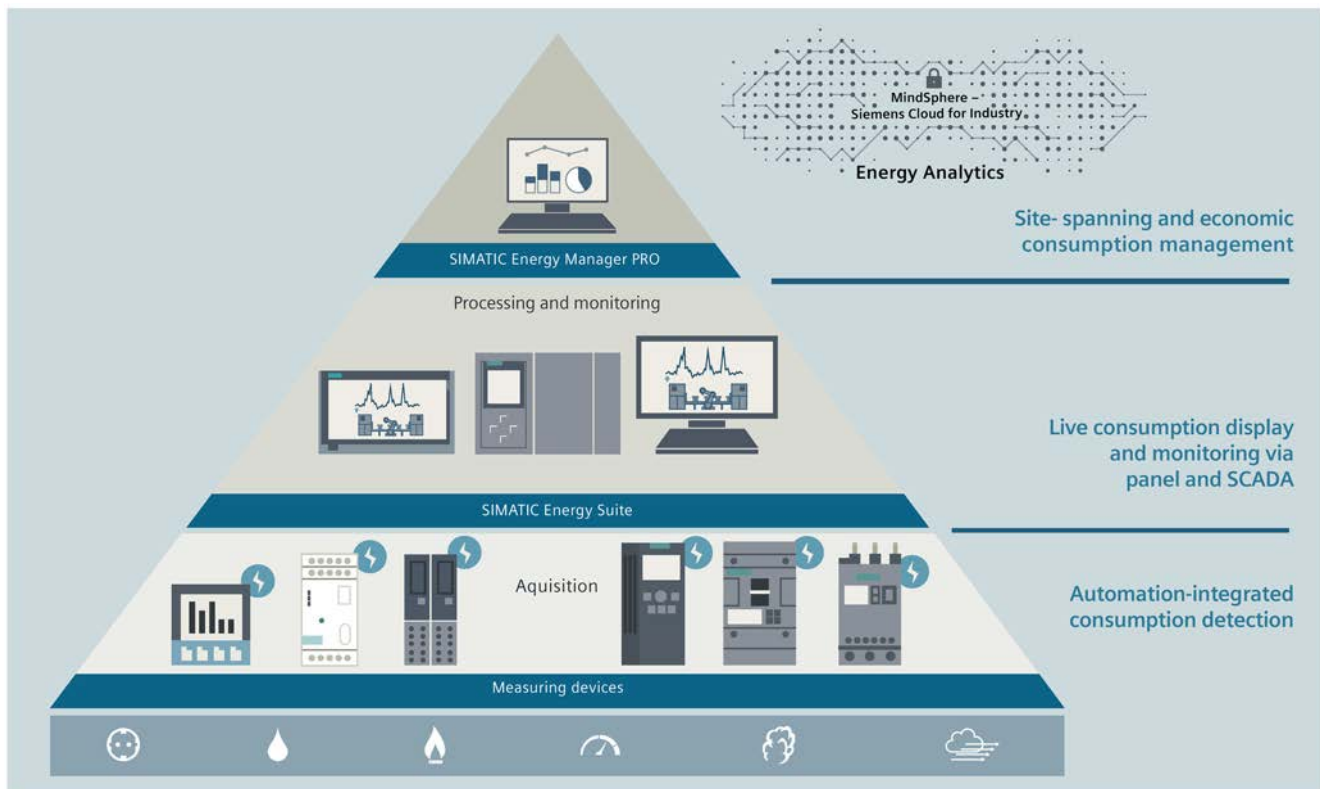 MindSphere –
Siemens Cloud for Industry
Energy Analytics
Site- spanning and economic
consumption management
SIMATIC Energy Manager PRO
Processing and monitoring
Live consumption display
and monitoring via
panel and SCADA
SIMATIC Energy Suite
Aquisition
Automation-integrated
consumption detection
Measuring devices